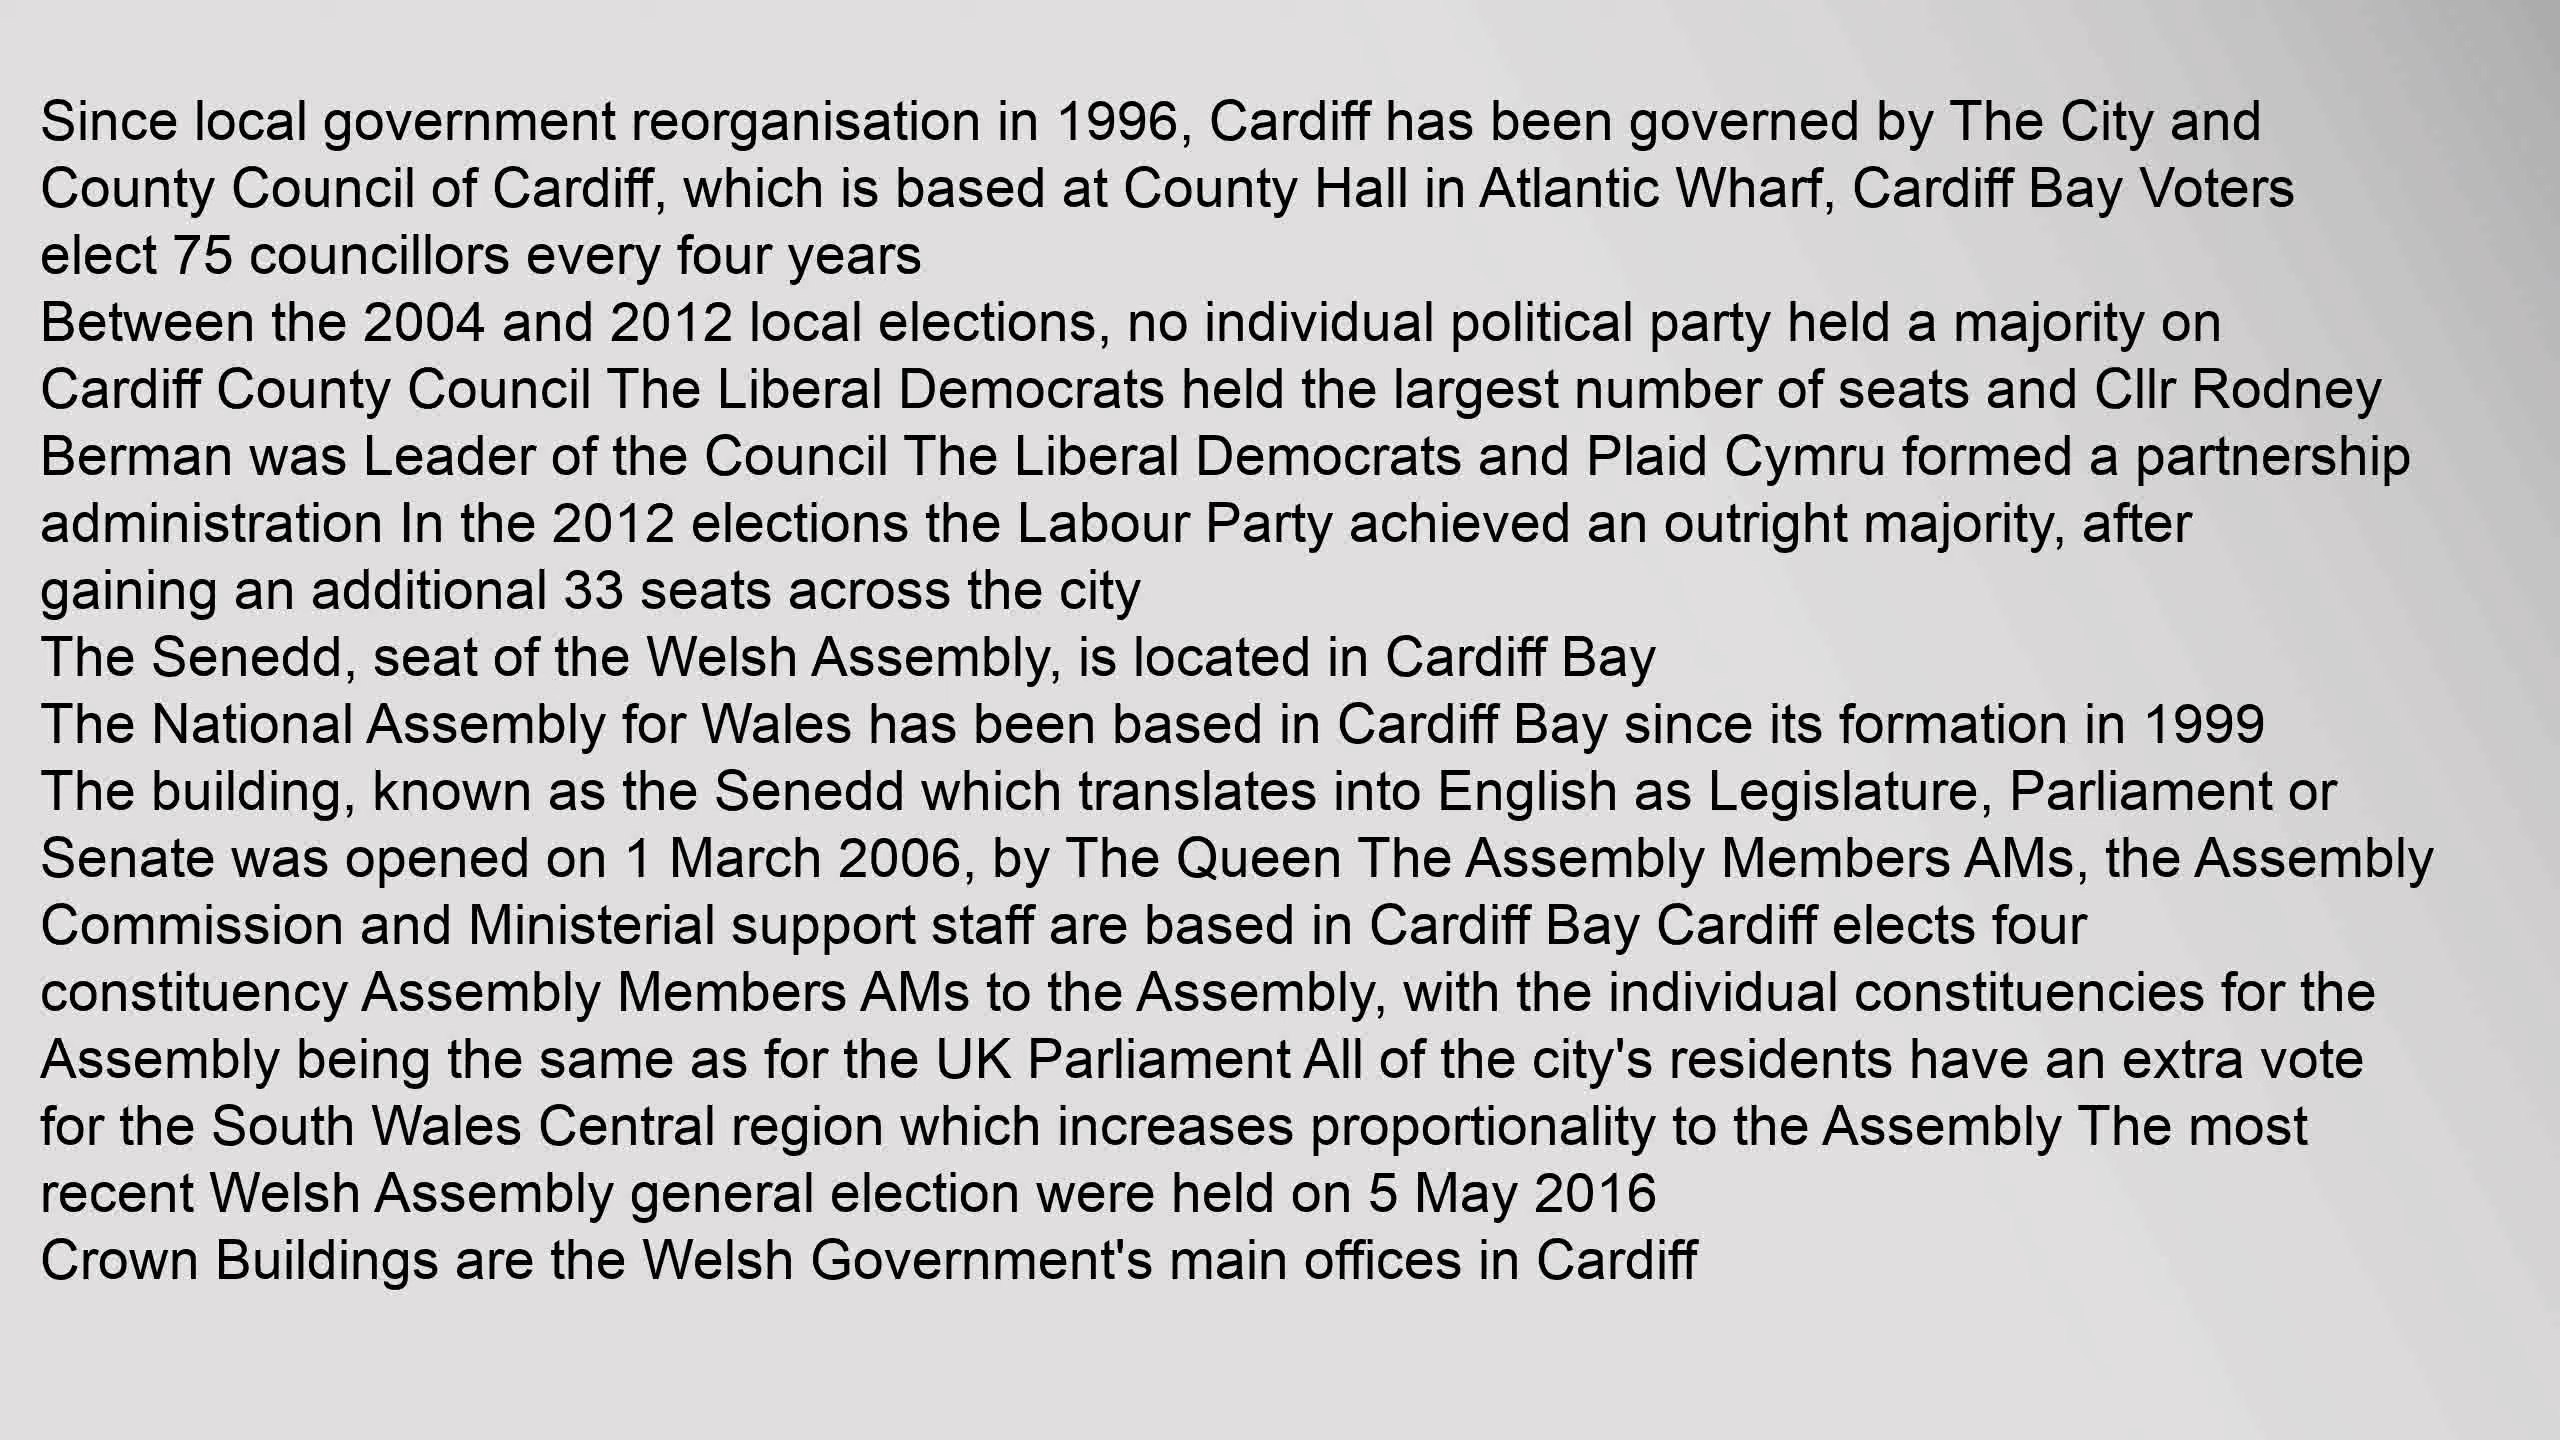 Since local government reorganisation in 1996, Cardiff has been governed by The City and
County Council of Cardiff, which is based at County Hall in Atlantic Wharf, Cardiff Bay Voters
elect 75 councillors every four years
Between the 2004 and 2012 local elections, no individual political party held a majority on
Cardiff County Council The Liberal Democrats held the largest number of seats and Cllr Rodney
Berman was Leader of the Council The Liberal Democrats and Plaid Cymru formed a partnership
administration In the 2012 elections the Labour Party achieved an outright majority, after
gaining an additional 33 seats across the city
The Senedd, seat of the Welsh Assembly, is located in Cardiff Bay
The National Assembly for Wales has been based in Cardiff Bay since its formation in 1999
The building, known as the Senedd which translates into English as Legislature, Parliament or
Senate was opened on 1 March 2006, by The Queen The Assembly Members AMs, the Assembly
Commission and Ministerial support staff are based in Cardiff Bay Cardiff elects four
constituency Assembly Members AMs to the Assembly, with the individual constituencies for the
Assembly being the same as for the UK Parliament All of the city's residents have an extra vote
for the South Wales Central region which increases proportionality to the Assembly The most
recent Welsh Assembly general election were held on 5 May 2016
Crown Buildings are the Welsh Government's main offices in Cardiff